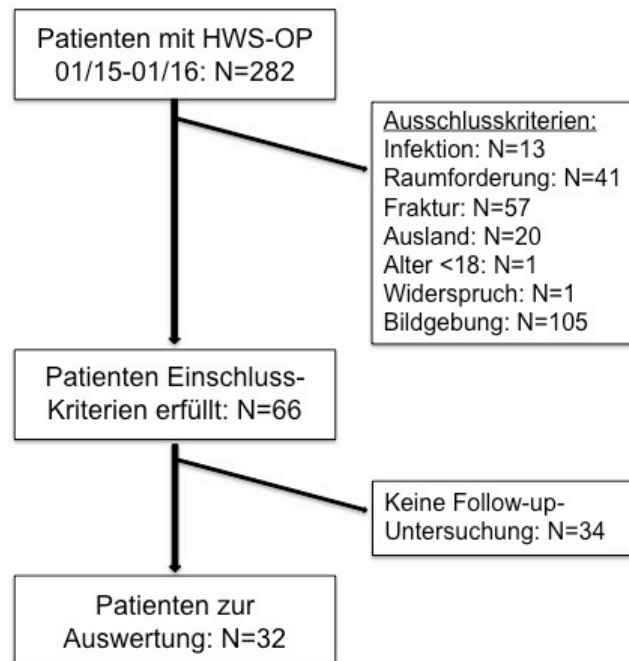 Patienten mit HWS-OP
01/15-01/16: N=282
Ausschlusskriterien:
Infektion: N=13
Raumforderung: N=41
Fraktur: N=57
Ausland: N=20
Alter <18: N=1
Widerspruch: N=1
Bildgebung: N=105
Patienten Einschluss-
Kriterien erfüllt: N=66
Keine Follow-up-
Untersuchung: N=34
Patienten zur
Auswertung: N=32